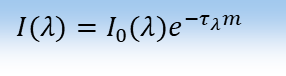 I(λ) = I₀(λ)e^{-τ_λ m}